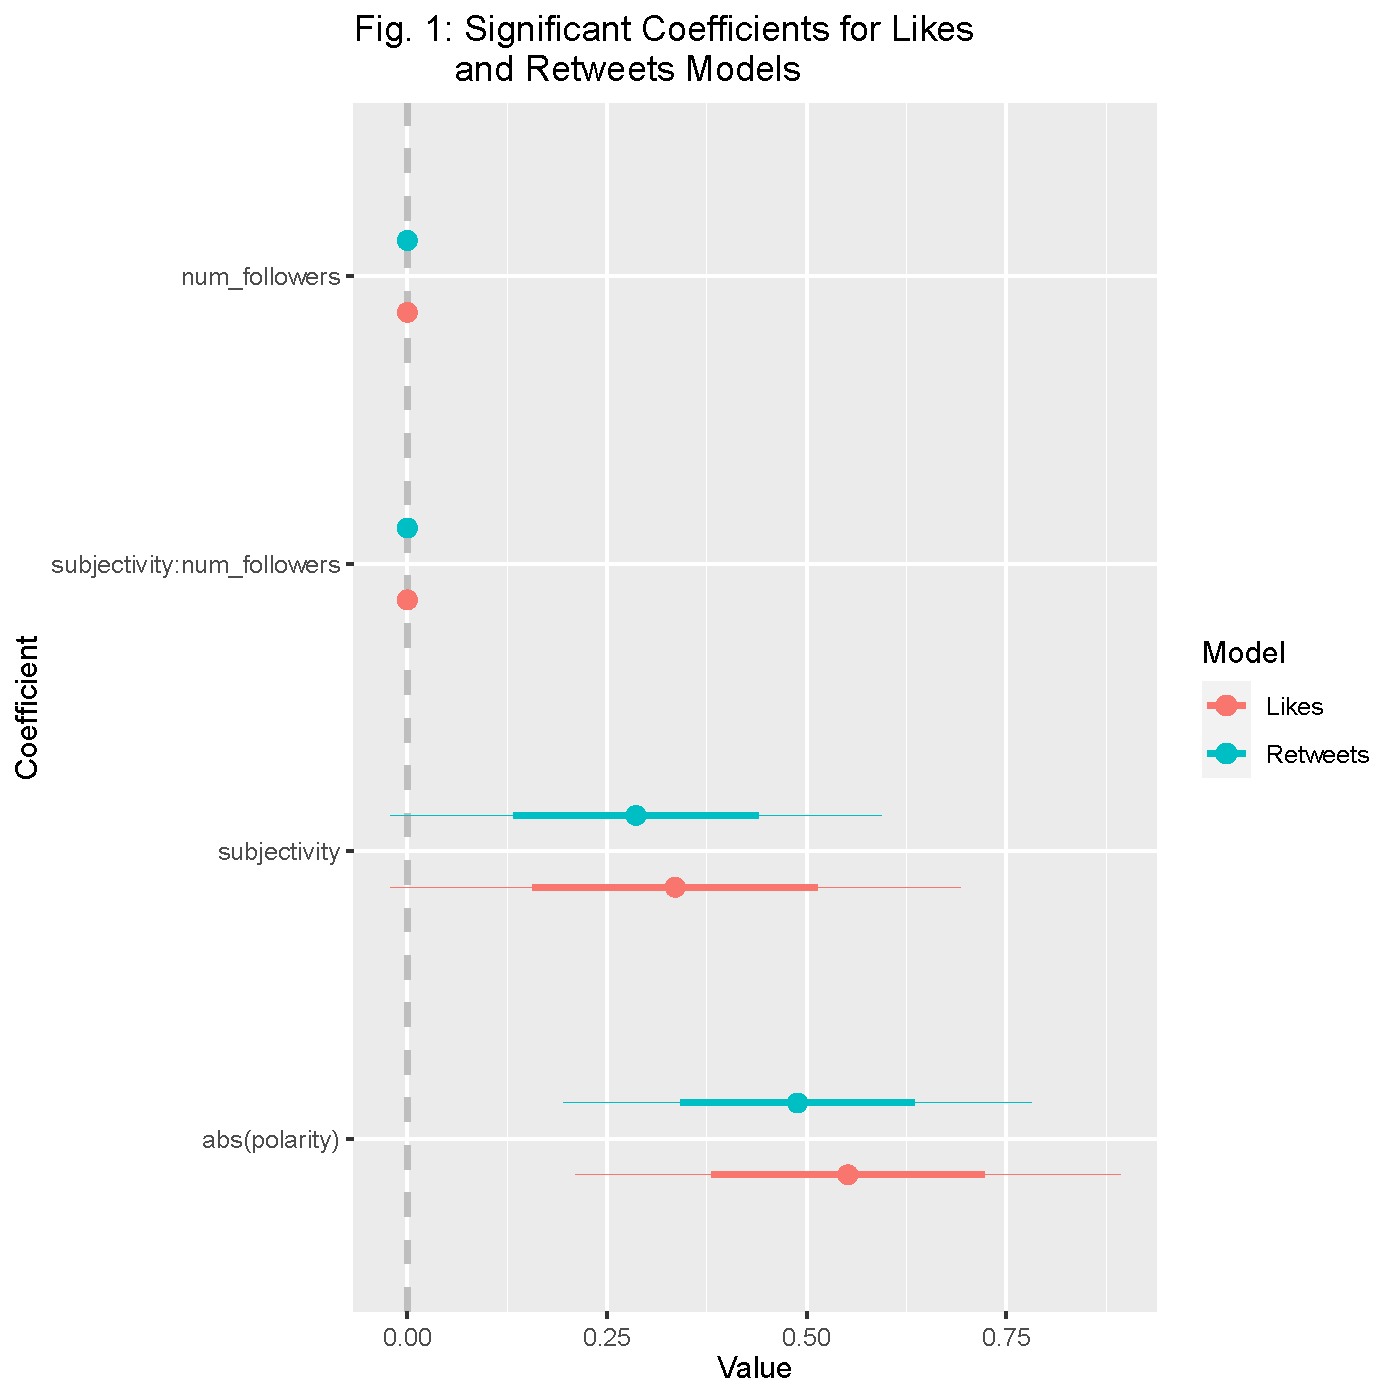 Fig. 1: Significant Coefficients for Likes
and Retweets Models
num_followers
subjectivity:num_followers
subjectivity
abs(polarity)
Coefficient
0.00 0.25 0.50 0.75
Value
Model
Likes
Retweets